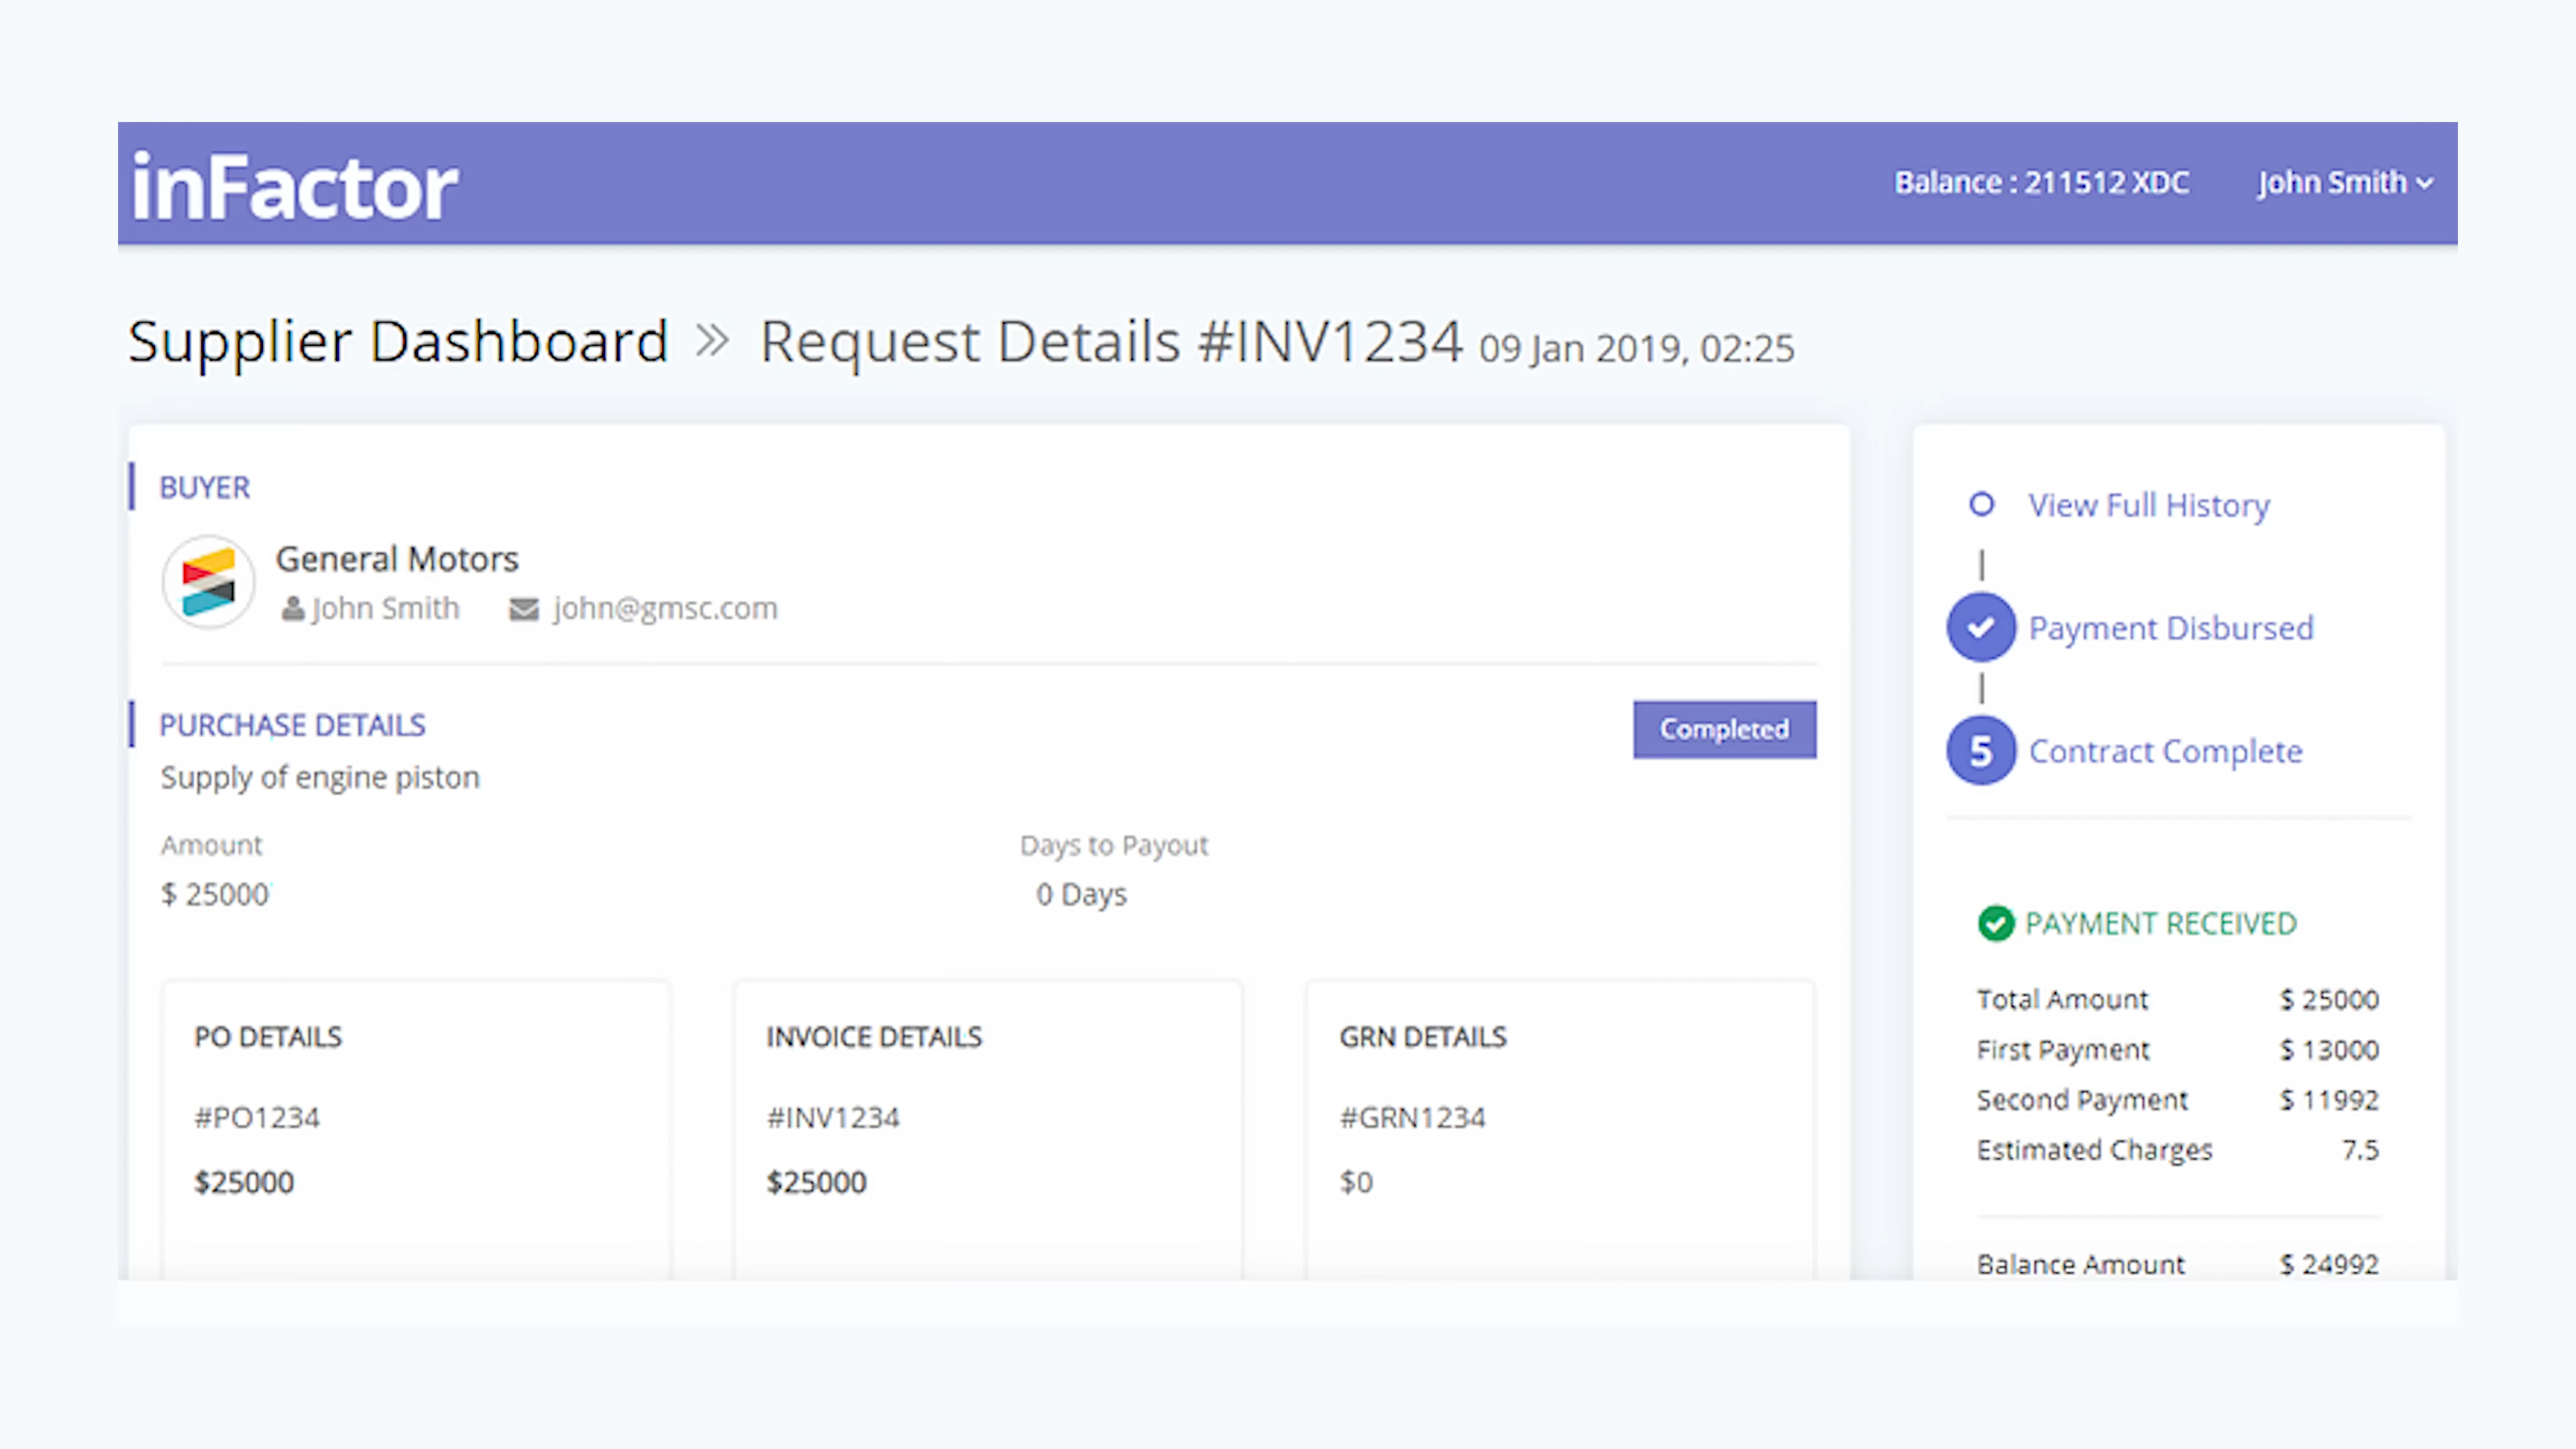 inFactor
Balance : 211512 XDC
John Smith
Supplier Dashboard » Request Details #INV1234 09 Jan 2019, 02:25
BUYER
General Motors
John Smith john@gmsc.com
PURCHASE DETAILS
Completed
Supply of engine piston
Amount
Days to Payout
$ 25000
0 Days
PO DETAILS
#PO1234
$25000
INVOICE DETAILS
#INV1234
$25000
GRN DETAILS
#GRN1234
$0
View Full History
Payment Disbursed
5 Contract Complete
PAYMENT RECEIVED
Total Amount $ 25000
First Payment $ 13000
Second Payment $ 11992
Estimated Charges 7.5
Balance Amount $ 24992